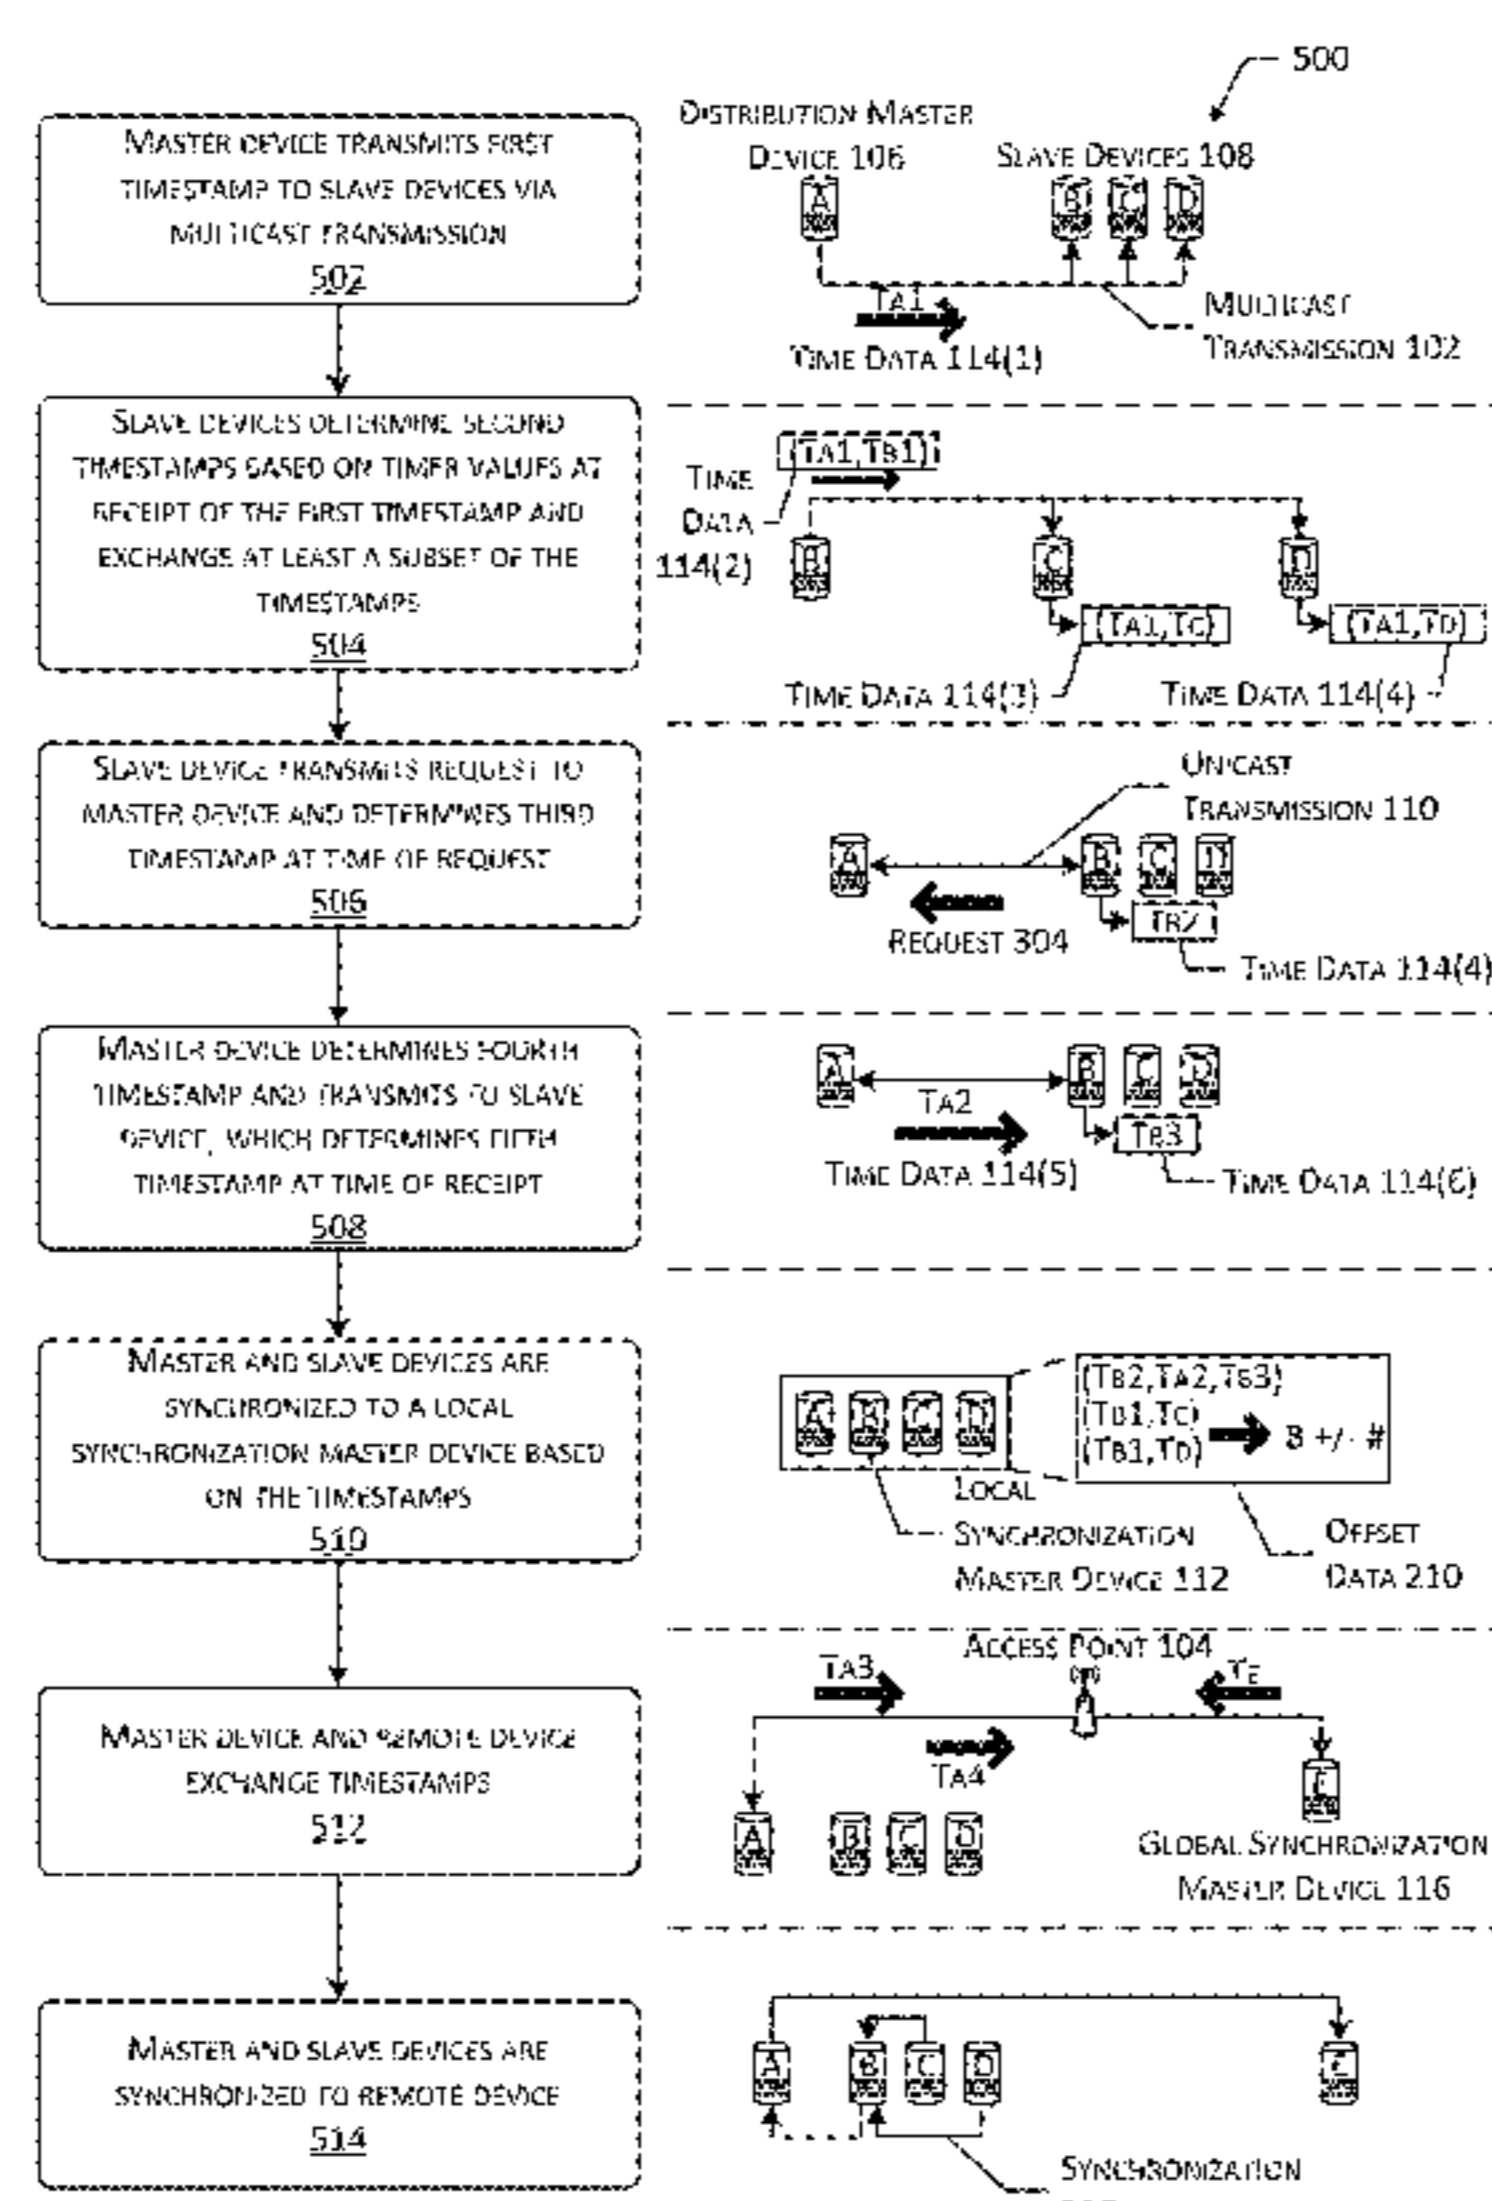 500
MASTER DEVICE TRANSMITS FIRST
TIMESTAMP TO SLAVE DEVICES VIA
MULTICAST TRANSMISSION
502
DISTRIBUTION MASTER
DEVICE 106
SLAVE DEVICES 108
A
B C D
TA1
TIME DATA 114(1)
MULTICAST
TRANSMISSION 102
SLAVE DEVICES DETERMINE SECOND
TIMESTAMPS BASED ON TIMER VALUES AT
RECEIPT OF THE FIRST TIMESTAMP AND
EXCHANGE AT LEAST A SUBSET OF THE
TIMESTAMPS
504
(TA1,TB1)
TIME
DATA
114(2)
B
C
D
(TA1,TC)
(TA1,TD)
TIME DATA 114(3)
TIME DATA 114(4)
SLAVE DEVICE TRANSMITS REQUEST TO
MASTER DEVICE AND DETERMINES THIRD
TIMESTAMP AT TIME OF REQUEST
506
UNICAST
TRANSMISSION 110
A
B C D
REQUEST 304
TB2
TIME DATA 114(4)
MASTER DEVICE DETERMINES FOURTH
TIMESTAMP AND TRANSMITS TO SLAVE
DEVICE, WHICH DETERMINES FIFTH
TIMESTAMP AT TIME OF RECEIPT
508
A
B C D
TA2
TB3
TIME DATA 114(5)
TIME DATA 114(6)
MASTER AND SLAVE DEVICES ARE
SYNCHRONIZED TO A LOCAL
SYNCHRONIZATION MASTER DEVICE BASED
ON THE TIMESTAMPS
510
A B C D
(TB2,TA2,TB3)
(TB1,TC)
(TB1,TD)
B +/- #
LOCAL
SYNCHRONIZATION
MASTER DEVICE 112
OFFSET
DATA 210
MASTER DEVICE AND REMOTE DEVICE
EXCHANGE TIMESTAMPS
512
ACCESS POINT 104
TA3
TE
TA4
A
B C D
E
GLOBAL SYNCHRONIZATION
MASTER DEVICE 116
MASTER AND SLAVE DEVICES ARE
SYNCHRONIZED TO REMOTE DEVICE
514
A
B C D
E
SYNCHRONIZATION